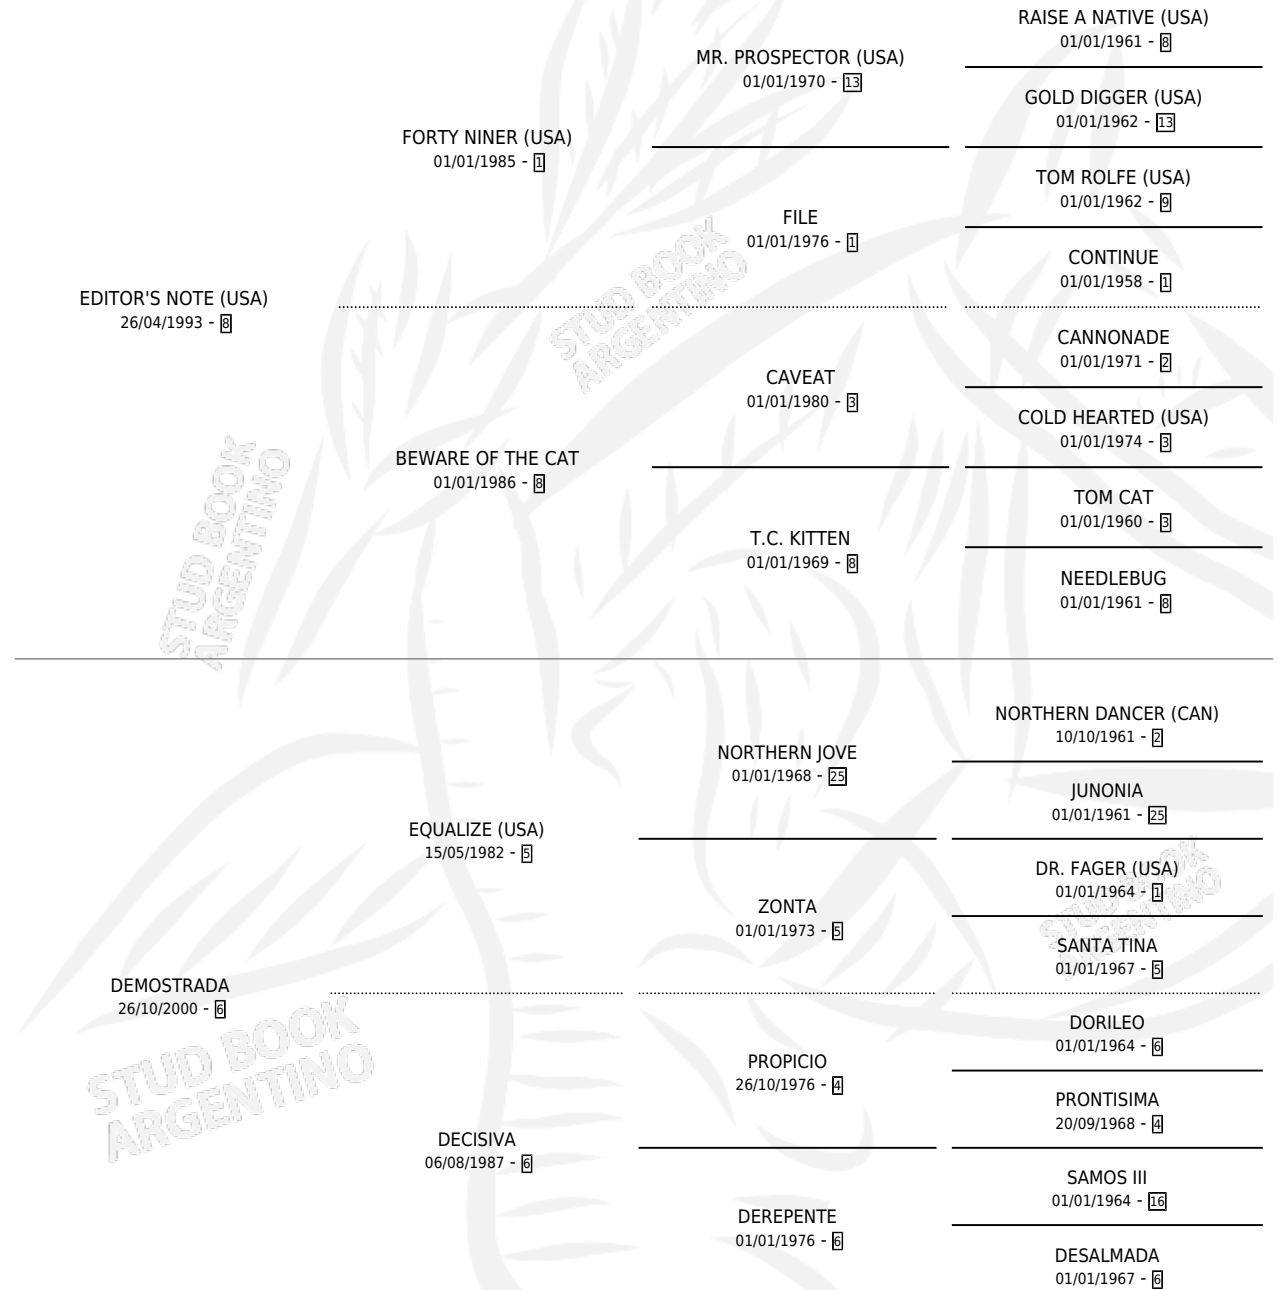 RAISE A NATIVE (USA)
01/01/1961 - 8
MR. PROSPECTOR (USA)
01/01/1970 - 13
GOLD DIGGER (USA)
01/01/1962 - 13
FORTY NINER (USA)
01/01/1985 - 1
TOM ROLFE (USA)
01/01/1962 - 9
FILE
01/01/1976 - 1
CONTINUE
01/01/1958 - 1
EDITOR'S NOTE (USA)
26/04/1993 - 8
STUD BOOK
ARGENTINO
CANNONADE
01/01/1971 - 2
CAVEAT
01/01/1980 - 3
COLD HEARTED (USA)
01/01/1974 - 3
BEWARE OF THE CAT
01/01/1986 - 8
TOM CAT
01/01/1960 - 3
T.C. KITTEN
01/01/1969 - 8
NEEDLEBUG
01/01/1961 - 8
STUD BOOK
ARGENTINO
NORTHERN DANCER (CAN)
10/10/1961 - 2
NORTHERN JOVE
01/01/1968 - 25
JUNONIA
01/01/1961 - 25
EQUALIZE (USA)
15/05/1982 - 5
DR. FAGER (USA)
01/01/1964 - 1
ZONTA
01/01/1973 - 5
SANTA TINA
01/01/1967 - 5
STUD BOOK
ARGENTINO
DEMOSTRADA
26/10/2000 - 6
STUD BOOK
ARGENTINO
DORILEO
01/01/1964 - 6
PROPICIO
26/10/1976 - 4
PRONTISIMA
20/09/1968 - 4
DECISIVA
06/08/1987 - 6
SAMOS III
01/01/1964 - 16
DEREPENTE
01/01/1976 - 6
DESALMADA
01/01/1967 - 6